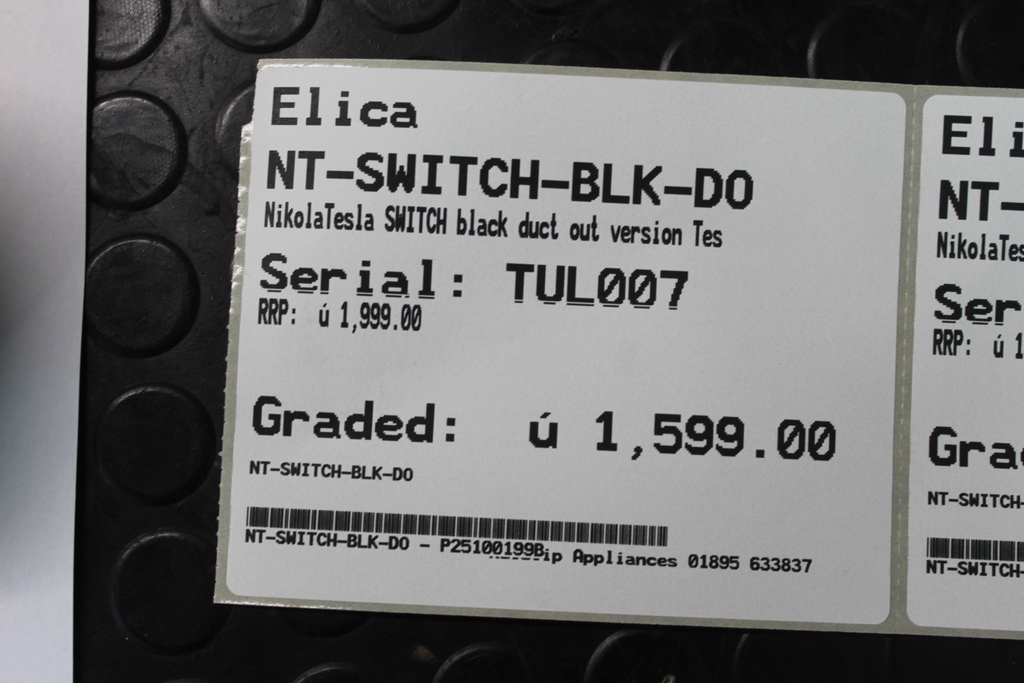 Elica
NT-SWITCH-BLK-DO
NikolaTesla SWITCH black duct out version Tes
Serial: TUL007
RRP: ú 1,999.00
Graded: ú 1,599.00
NT-SWITCH-BLK-DO
NT-SWITCH-BLK-DO - P25100199B ip Appliances 01895 633837
Eli
NT-
NikolaTes
Ser
RRP: ú 1
Gra
NT-SWITCH-
NT-SWITCH-